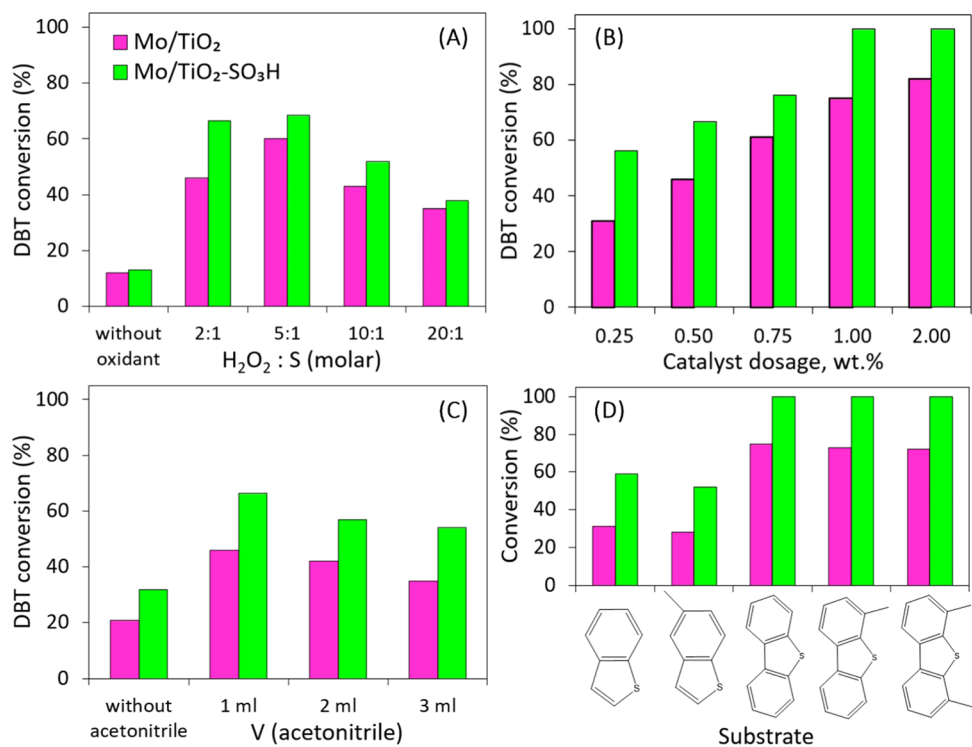 (A)
Mo/TiO₂
Mo/TiO₂-SO₃H
DBT conversion (%)
100
80
60
40
20
0
without oxidant
2:1
5:1
10:1
20:1
H₂O₂ : S (molar)
(B)
DBT conversion (%)
100
80
60
40
20
0
0.25
0.50
0.75
1.00
2.00
Catalyst dosage, wt.%
(C)
DBT conversion (%)
100
80
60
40
20
0
without
acetonitrile
1 ml
2 ml
3 ml
V (acetonitrile)
(D)
Conversion (%)
100
80
60
40
20
0
S
S
S
S
S
Substrate